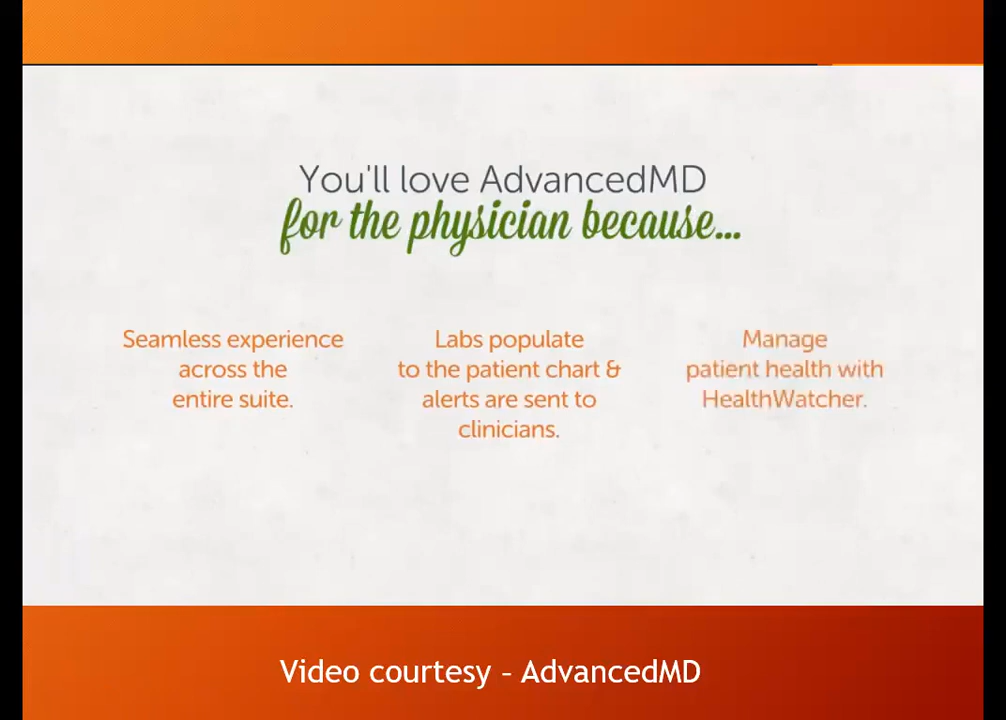 You'll love AdvancedMD
for the physician because...
Seamless experience
across the
entire suite.
Labs populate
to the patient chart &
alerts are sent to
clinicians.
Manage
patient health with
HealthWatcher.
Video courtesy – AdvancedMD